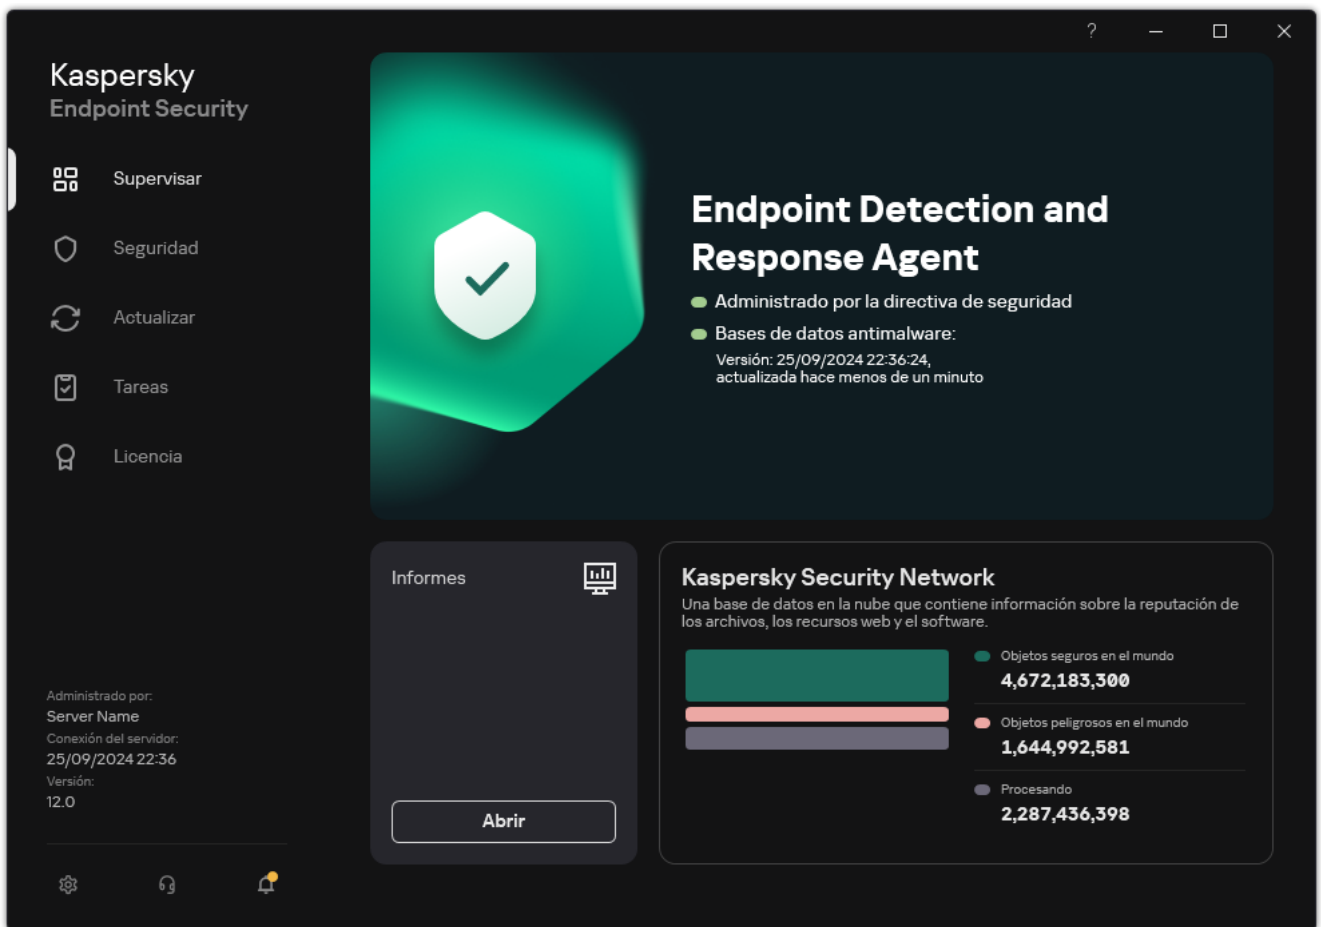 ?
Kaspersky
Endpoint Security
Supervisar
Seguridad
Actualizar
Tareas
Licencia
Administrado por:
Server Name
Conexión del servidor:
25/09/2024 22:36
Versión:
12.0
Endpoint Detection and
Response Agent
Administrado por la directiva de seguridad
Bases de datos antimalware:
Versión: 25/09/2024 22:36:24,
actualizada hace menos de un minuto
Informes
Abrir
Kaspersky Security Network
Una base de datos en la nube que contiene información sobre la reputación de
los archivos, los recursos web y el software.
Objetos seguros en el mundo
4,672,183,300
Objetos peligrosos en el mundo
1,644,992,581
Procesando
2,287,436,398